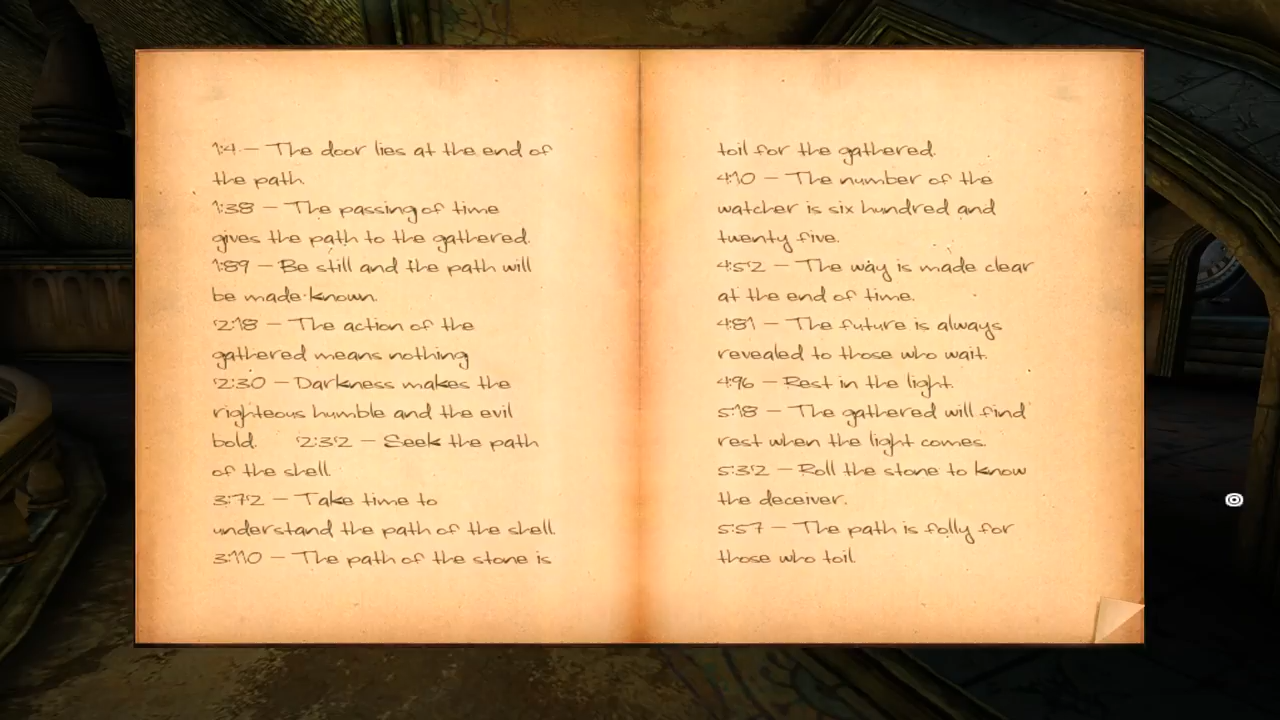 1:4 – The door lies at the end of
the path.
1:38 – The passing of time
gives the path to the gathered.
1:89 – Be still and the path will
be made known.
2:18 – The action of the
gathered means nothing
2:30 – Darkness makes the
righteous humble and the evil
bold. 2:32 – Seek the path
of the shell.
3:72 – Take time to
understand the path of the shell.
3:110 – The path of the stone is
toil for the gathered.
4:10 – The number of the
watcher is six hundred and
twenty five.
4:52 – The way is made clear
at the end of time.
4:81 – The future is always
revealed to those who wait.
4:96 – Rest in the light.
5:18 – The gathered will find
rest when the light comes.
5:32 – Roll the stone to know
the deceiver.
5:57 – The path is folly for
those who toil.